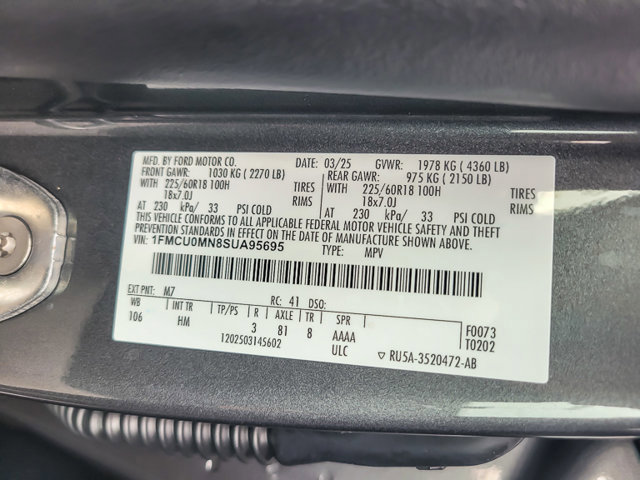 MFD. BY FORD MOTOR CO.
DATE: 03/25 GVWR: 1978 KG ( 4360 LB)
FRONT GAWR: 1030 KG ( 2270 LB)
REAR GAWR: 975 KG ( 2150 LB)
WITH 225/60R18 100H TIRES
WITH 225/60R18 100H TIRES
18x7.0J RIMS
18x7.0J RIMS
AT 230 kPa/ 33 PSI COLD
AT 230 kPa/ 33 PSI COLD
THIS VEHICLE CONFORMS TO ALL APPLICABLE FEDERAL MOTOR VEHICLE SAFETY AND THEFT
PREVENTION STANDARDS IN EFFECT ON THE DATE OF MANUFACTURE SHOWN ABOVE.
VIN: 1FMCU0MN8SUA95695
TYPE: MPV
EXT PNT: M7 RC: 41 DSO:
WB INT TR TP/PS R AXLE TR SPR
106 HM 3 81 8 AAAA
F0073
T0202
1202503145602 ULC
▽ RU5A-3520472-AB